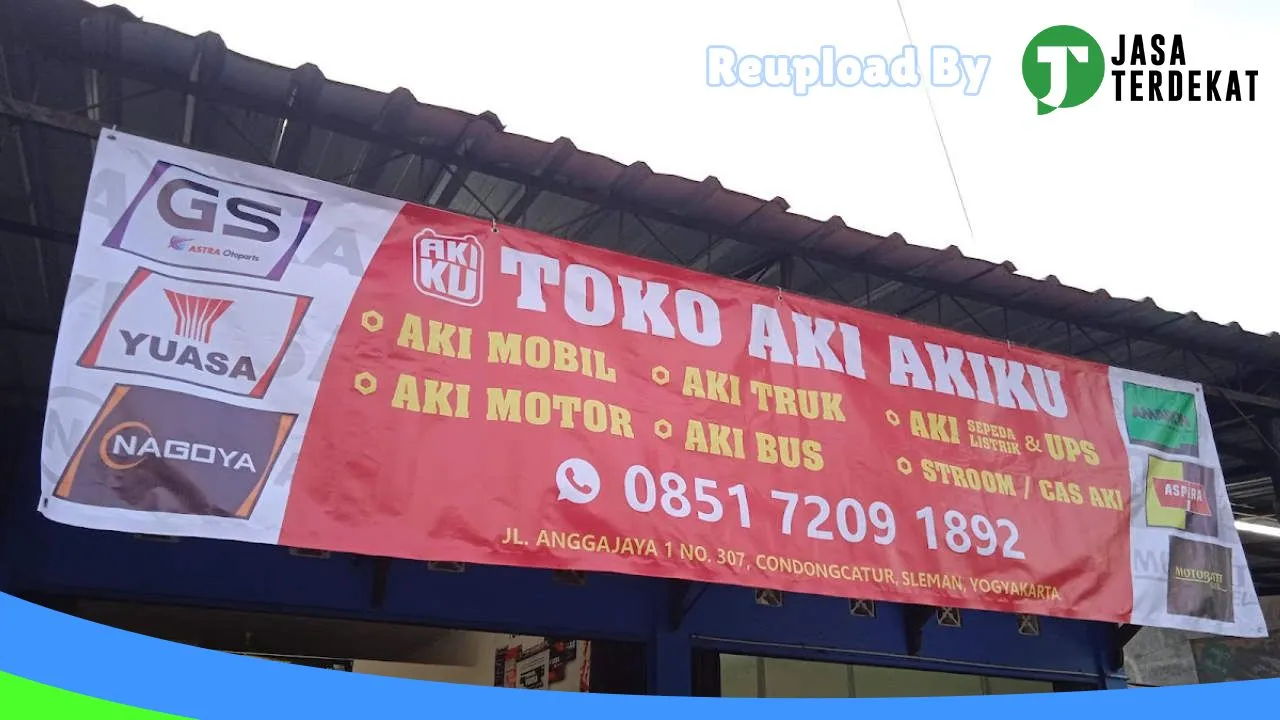 Reupload By
JASA
TERDEKAT
GS
ASTRA Otoparts
YUASA
NAGOYA
AKI
KU
TOKO AKI AKIKU
AKI MOBIL
AKI MOTOR
AKI TRUK
AKI BUS
AKI SEPEDA LISTRIK & UPS
STROOM / CAS AKI
0851 7209 1892
JL. ANGGAJAYA 1 NO. 307, CONDONGCATUR, SLEMAN, YOGYAKARTA
AMARON
ASPIRA
MOTOBATT